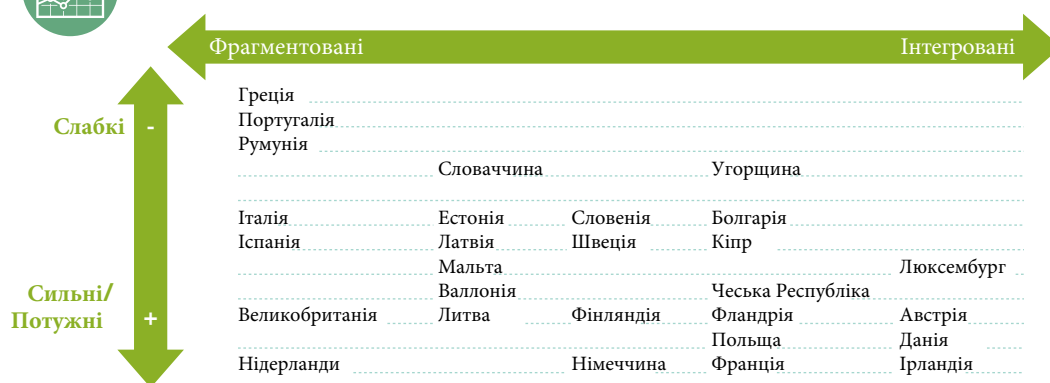 Фрагментовані Інтегровані
Греція
Слабкі - Португалія
Румунія
Словаччина Угорщина
Італія Естонія Словенія Болгарія
Іспанія Латвія Швеція Кіпр
Мальта Люксембург
Сильні/ Валлонія Чеська Республіка
Потужні + Великобританія Литва Фінляндія Фландрія Австрія
Польща Данія
Нідерланди Німеччина Франція Ірландія